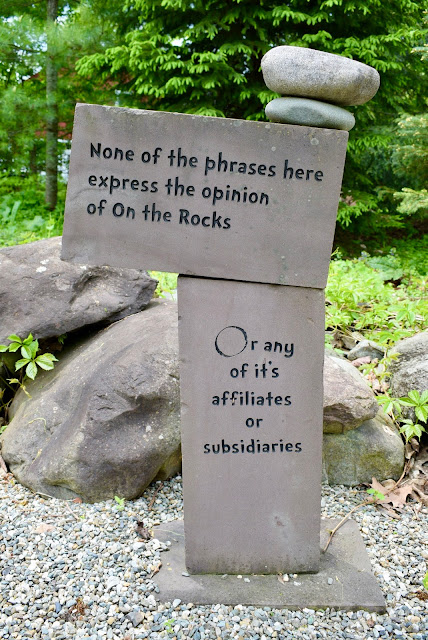 None of the phrases here
express the opinion
of On the Rocks
Or any
of it's
affiliates
or
subsidiaries